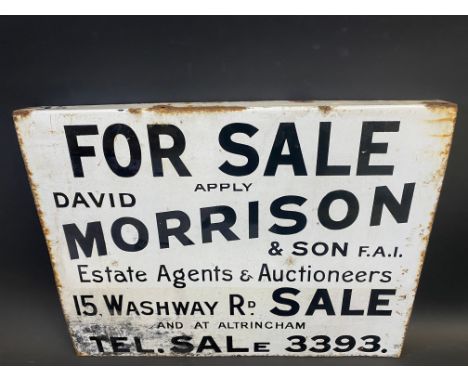 FOR SALE
APPLY
DAVID
MORRISON
& SON F.A.I.
Estate Agents & Auctioneers
15, WASHWAY RD SALE
AND AT ALTRINCHAM
TEL. SALE 3393.